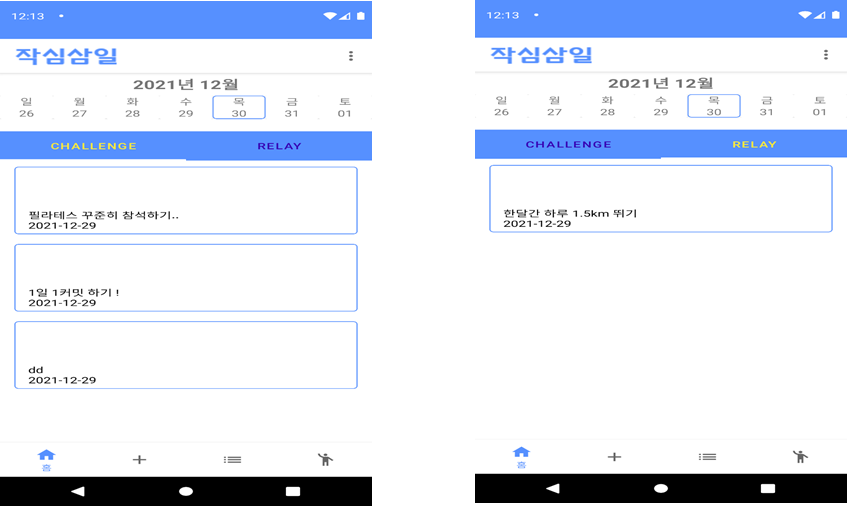 12:13
작심삼일
2021년 12월
일 월 화 수 목 금 토
26 27 28 29 30 31 01
CHALLENGE RELAY
필라테스 꾸준히 참석하기..
2021-12-29
1일 1커밋 하기 !
2021-12-29
dd
2021-12-29
홈
12:13
작심삼일
2021년 12월
일 월 화 수 목 금 토
26 27 28 29 30 31 01
CHALLENGE RELAY
한달간 하루 1.5km 뛰기
2021-12-29
홈